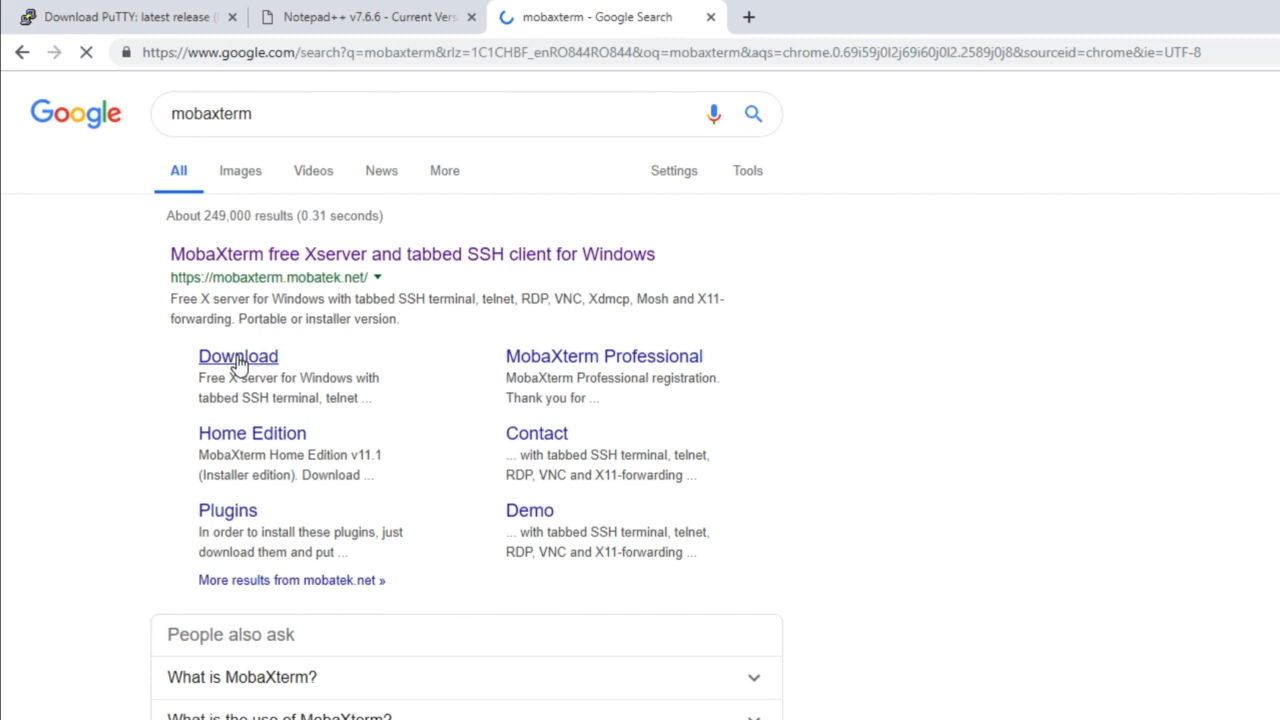 Download PuTTY: latest release (
Notepad++ v7.6.6 - Current Vers
mobaxterm - Google Search
https://www.google.com/search?q=mobaxterm&rlz=1C1CHBF_enRO844RO844&oq=mobaxterm&aqs=chrome.0.69i59j0l2j69i60j0l2.2589j0j8&sourceid=chrome&ie=UTF-8
Google
mobaxterm
All Images Videos News More Settings Tools
About 249,000 results (0.31 seconds)
MobaXterm free Xserver and tabbed SSH client for Windows
https://mobaxterm.mobatek.net/
Free X server for Windows with tabbed SSH terminal, telnet, RDP, VNC, Xdmcp, Mosh and X11-
forwarding. Portable or installer version.
Download
Free X server for Windows with
tabbed SSH terminal, telnet ...
MobaXterm Professional
MobaXterm Professional registration.
Thank you for ...
Home Edition
MobaXterm Home Edition v11.1
(Installer edition). Download ...
Contact
... with tabbed SSH terminal, telnet,
RDP, VNC and X11-forwarding ...
Plugins
In order to install these plugins, just
download them and put ...
Demo
... with tabbed SSH terminal, telnet,
RDP, VNC and X11-forwarding ...
More results from mobatek.net »
People also ask
What is MobaXterm?
What is the use of MobaXterm?